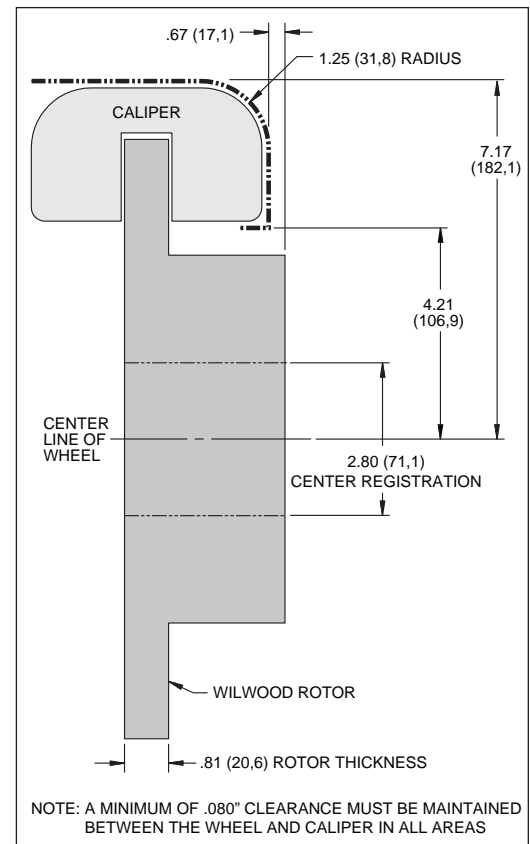 .67 (17,1)
1.25 (31,8) RADIUS
CALIPER
7.17
(182,1)
4.21
(106,9)
CENTER
LINE OF
WHEEL
2.80 (71,1)
CENTER REGISTRATION
WILWOOD ROTOR
.81 (20,6) ROTOR THICKNESS
NOTE: A MINIMUM OF .080" CLEARANCE MUST BE MAINTAINED
BETWEEN THE WHEEL AND CALIPER IN ALL AREAS